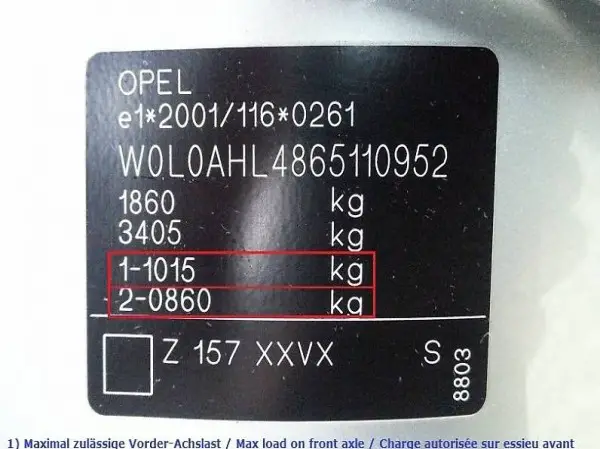 OPEL
e1*2001/116*0261
W0L0AHL4865110952
1860 kg
3405 kg
1-1015 kg
2-0860 kg
Z 157 XXVX S
8803
1) Maximal zulässige Vorder-Achslast / Max load on front axle / Charge autorisée sur essieu avant